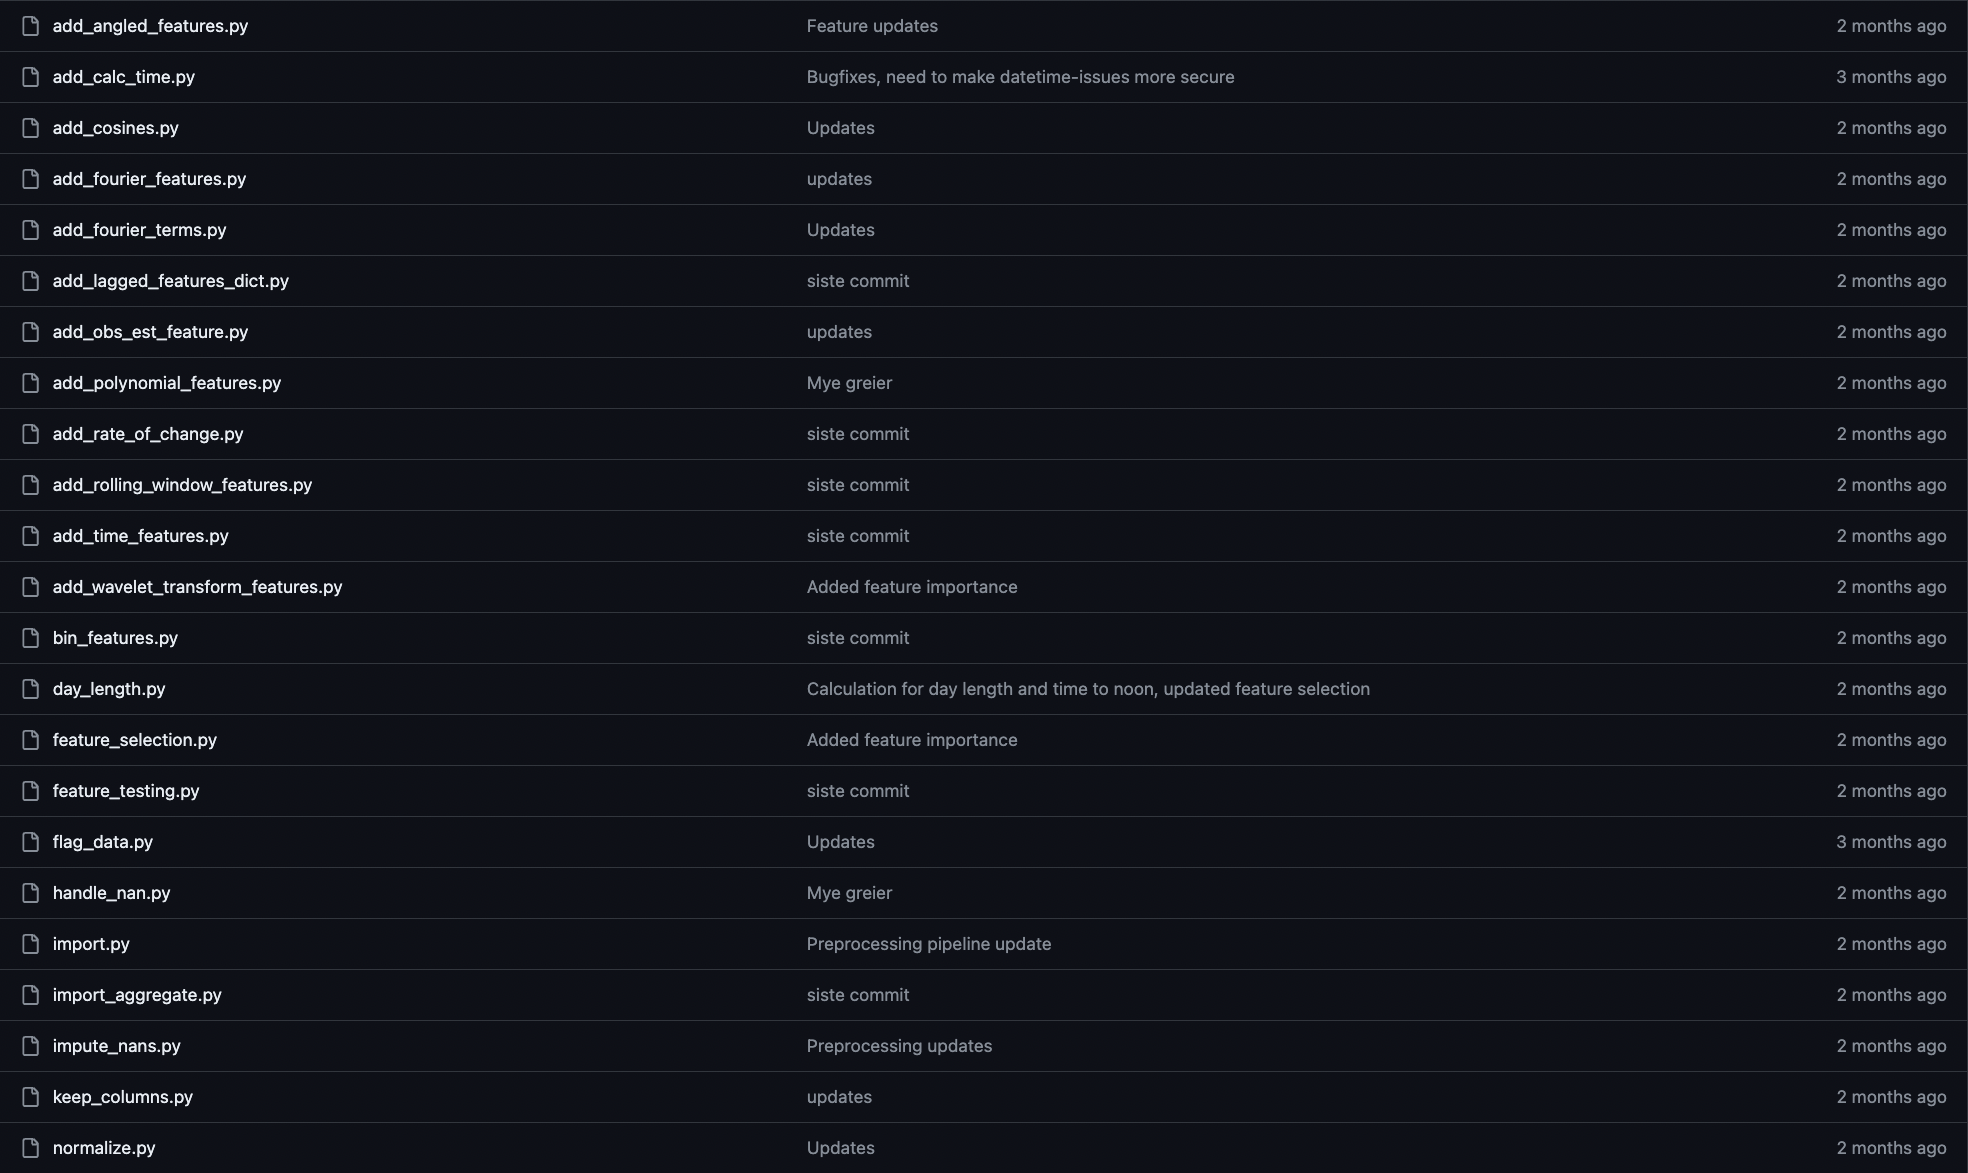 add_angled_features.py Feature updates 2 months ago
add_calc_time.py Bugfixes, need to make datetime-issues more secure 3 months ago
add_cosines.py Updates 2 months ago
add_fourier_features.py updates 2 months ago
add_fourier_terms.py Updates 2 months ago
add_lagged_features_dict.py siste commit 2 months ago
add_obs_est_feature.py updates 2 months ago
add_polynomial_features.py Mye greier 2 months ago
add_rate_of_change.py siste commit 2 months ago
add_rolling_window_features.py siste commit 2 months ago
add_time_features.py siste commit 2 months ago
add_wavelet_transform_features.py Added feature importance 2 months ago
bin_features.py siste commit 2 months ago
day_length.py Calculation for day length and time to noon, updated feature selection 2 months ago
feature_selection.py Added feature importance 2 months ago
feature_testing.py siste commit 2 months ago
flag_data.py Updates 3 months ago
handle_nan.py Mye greier 2 months ago
import.py Preprocessing pipeline update 2 months ago
import_aggregate.py siste commit 2 months ago
impute_nans.py Preprocessing updates 2 months ago
keep_columns.py updates 2 months ago
normalize.py Updates 2 months ago